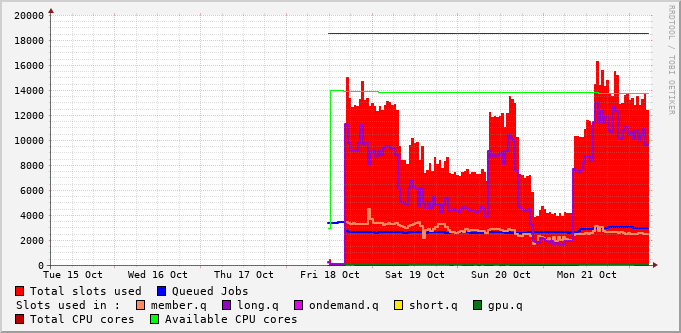 20000
18000
16000
14000
12000
10000
8000
6000
4000
2000
0
Tue 15 Oct Wed 16 Oct Thu 17 Oct Fri 18 Oct Sat 19 Oct Sun 20 Oct Mon 21 Oct
Total slots used Queued Jobs
Slots used in : member.q long.q ondemand.q short.q gpu.q
Total CPU cores Available CPU cores
RRDTOOL / TOBI OETIKER